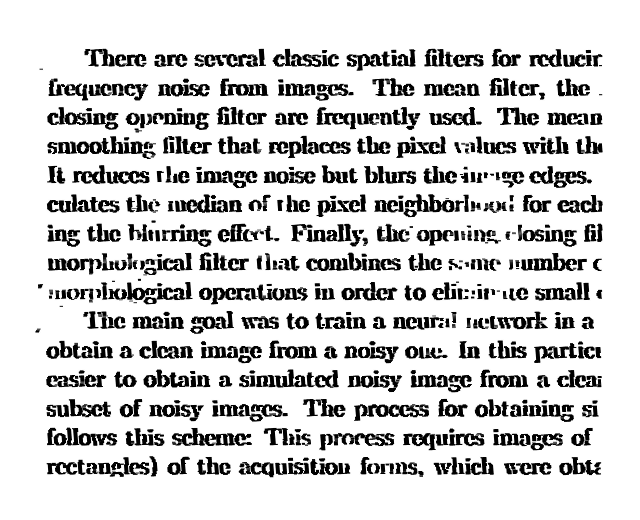 There are several classic spatial filters for reducin
frequency noise from images. The mean filter, the
closing opening filter are frequently used. The mean
smoothing filter that replaces the pixel values with the
It reduces the image noise but blurs the image edges.
culates the median of the pixel neighborhood for each
ing the blurring effect. Finally, the opening closing fil
morphological filter that combines the same number o
morphological operations in order to eliminate small
The main goal was to train a neural network in a
obtain a clean image from a noisy one. In this partic
easier to obtain a simulated noisy image from a clea
subset of noisy images. The process for obtaining si
follows this scheme: This process requires images of
rectangles) of the acquisition forms, which were obta